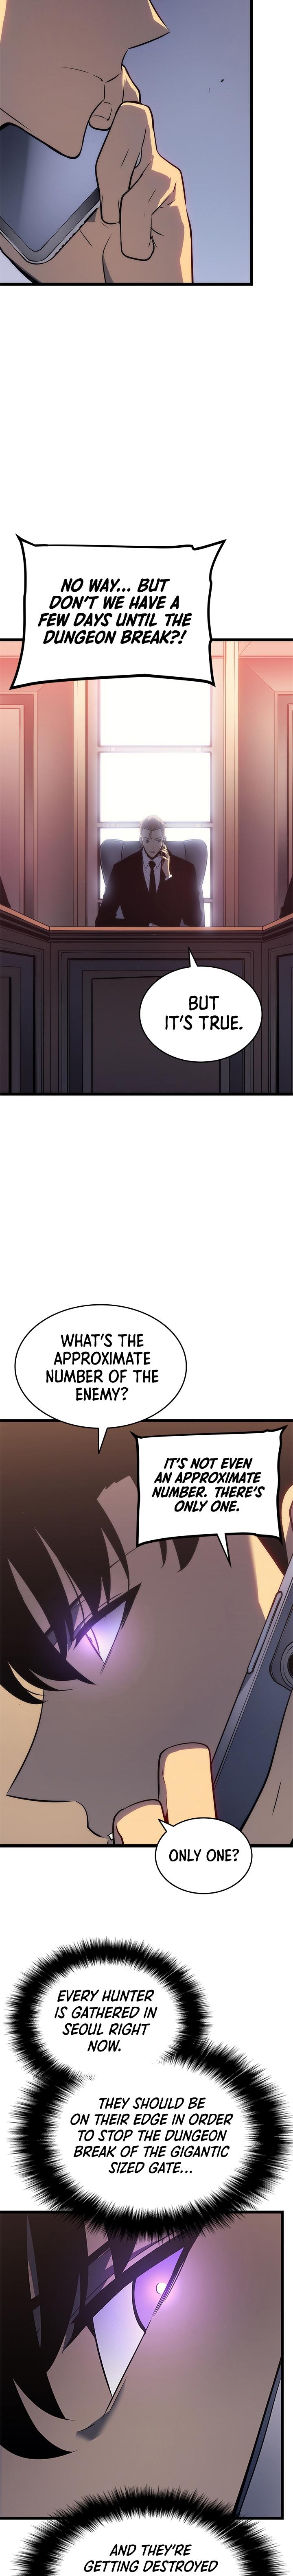 NO WAY... BUT
DON'T WE HAVE A
FEW DAYS UNTIL THE
DUNGEON BREAK?!
BUT
IT'S TRUE.
WHAT'S THE
APPROXIMATE
NUMBER OF THE
ENEMY?
IT'S NOT EVEN
AN APPROXIMATE
NUMBER. THERE'S
ONLY ONE.
ONLY ONE?
EVERY HUNTER
IS GATHERED IN
SEOUL RIGHT
NOW.
THEY SHOULD BE
ON THEIR EDGE IN ORDER
TO STOP THE DUNGEON
BREAK OF THE GIGANTIC
SIZED GATE...
AND THEY'RE
GETTING DESTROYED